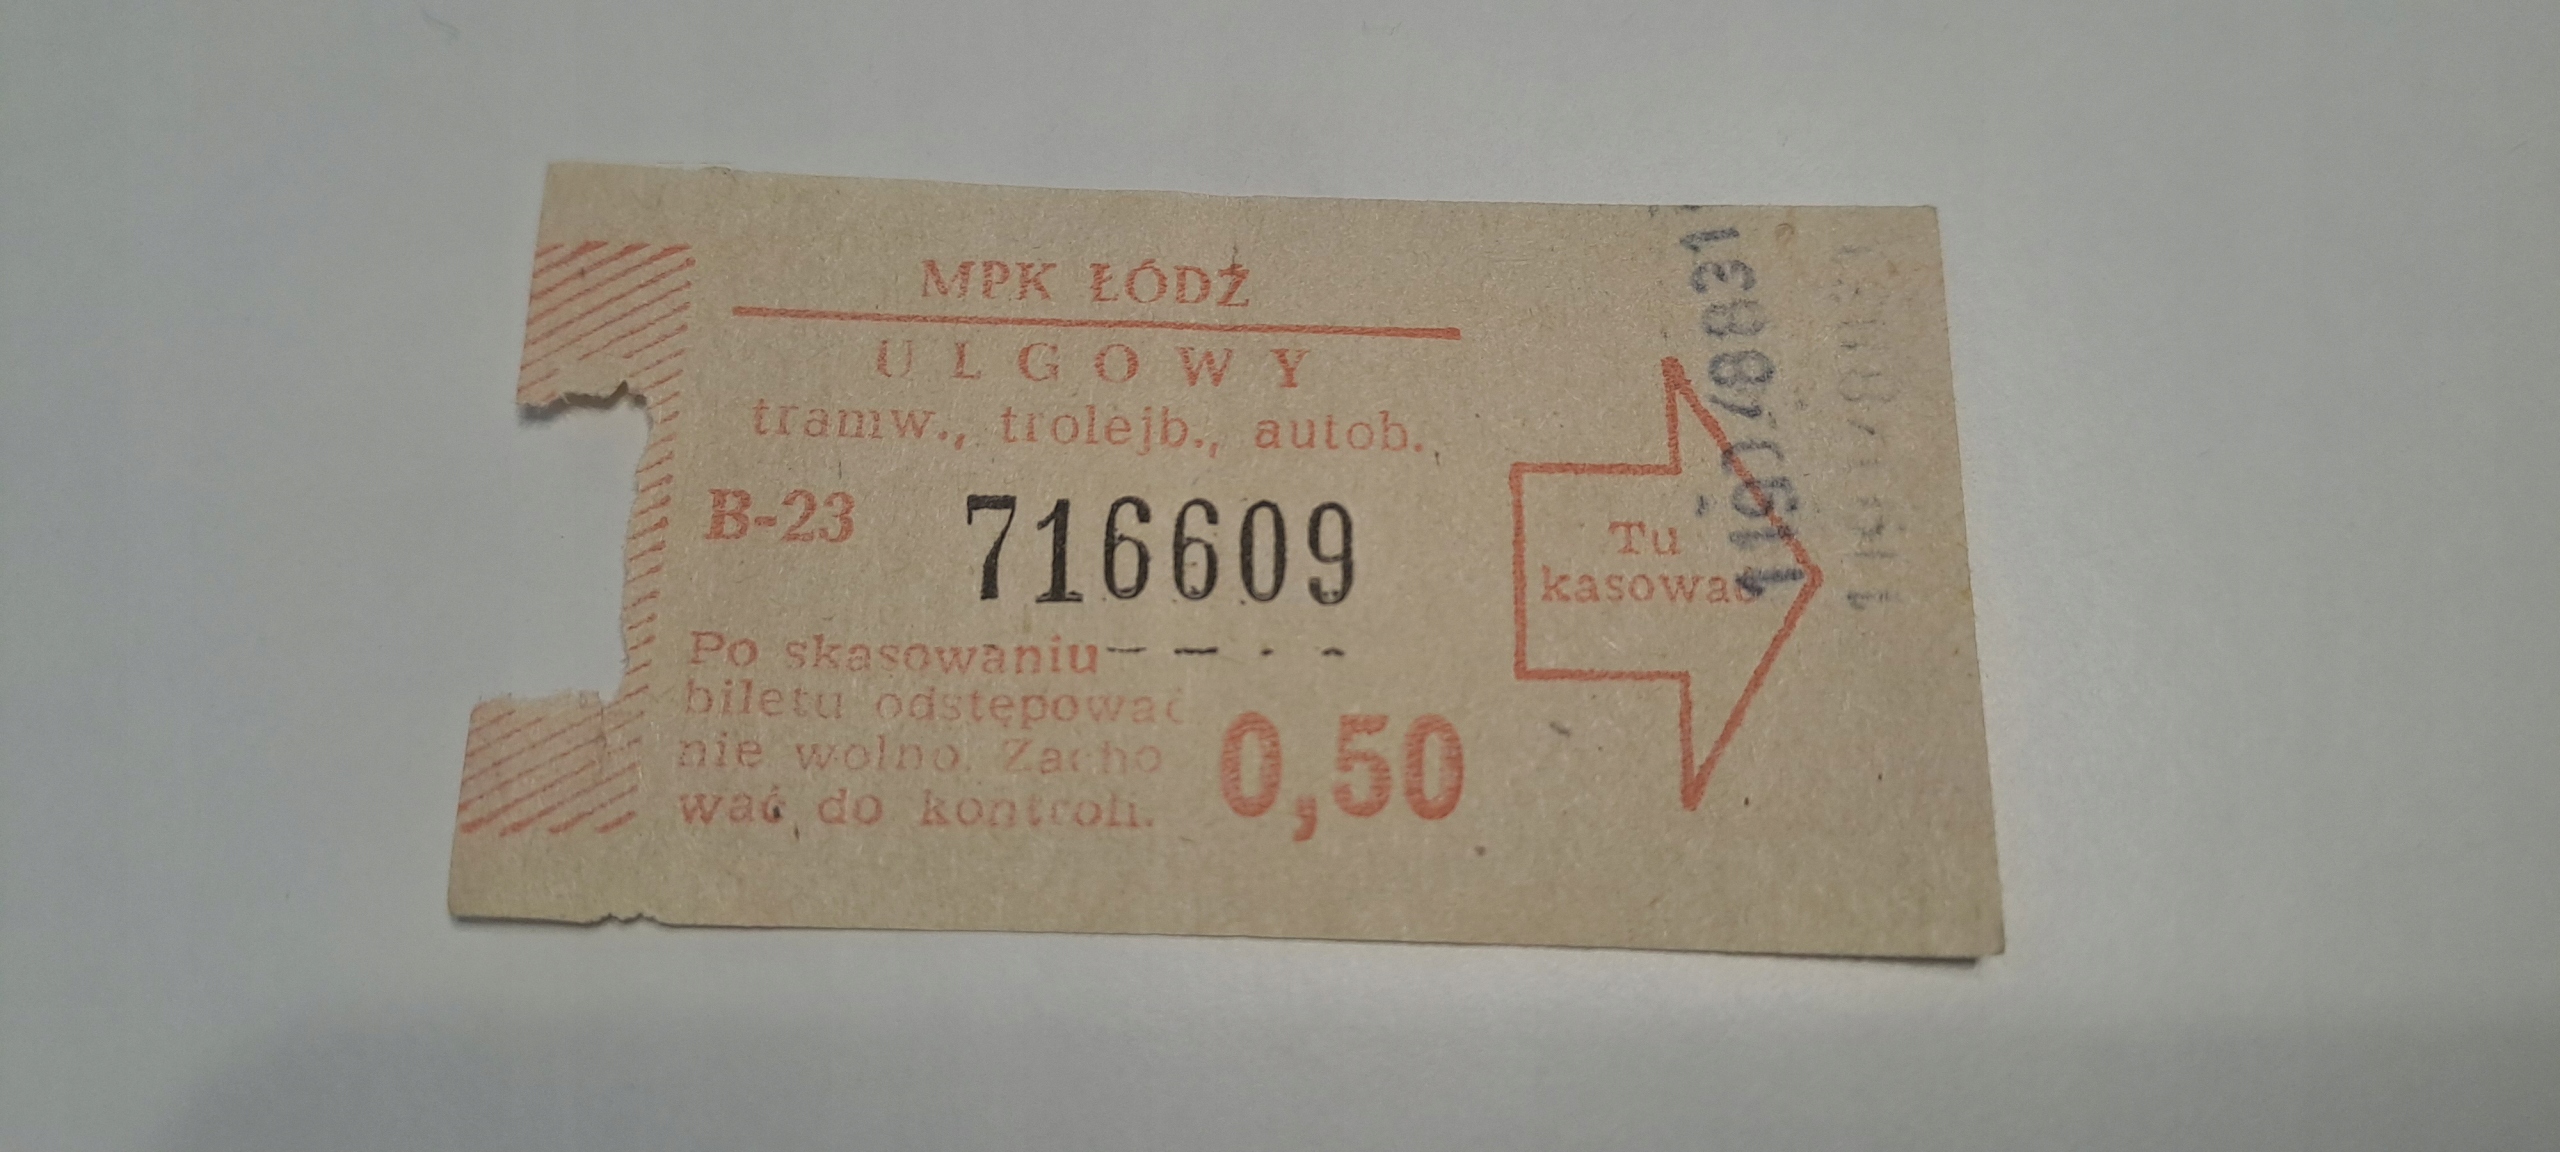 MPK ŁÓDŹ
ULGOWY
tramw., trolejb., autob.,
B-23 716609
Tu
kasować
Po skasowaniu
biletu odstępować
nie wolno. Zacho
wać do kontroli.
0,50